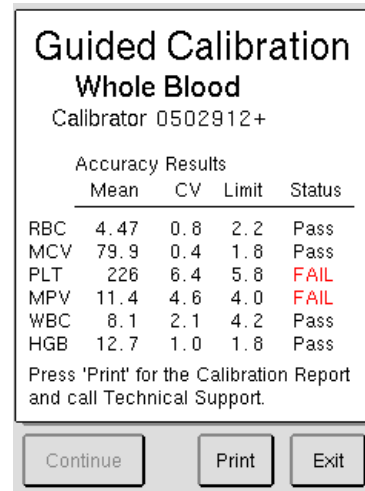 Guided Calibration
Whole Blood
Calibrator 0502912+
Accuracy Results
Mean CV Limit Status
RBC 4.47 0.8 2.2 Pass
MCV 79.9 0.4 1.8 Pass
PLT 226 6.4 5.8 FAIL
MPV 11.4 4.6 4.0 FAIL
WBC 8.1 2.1 4.2 Pass
HGB 12.7 1.0 1.8 Pass
Press 'Print' for the Calibration Report
and call Technical Support.
Continue Print Exit